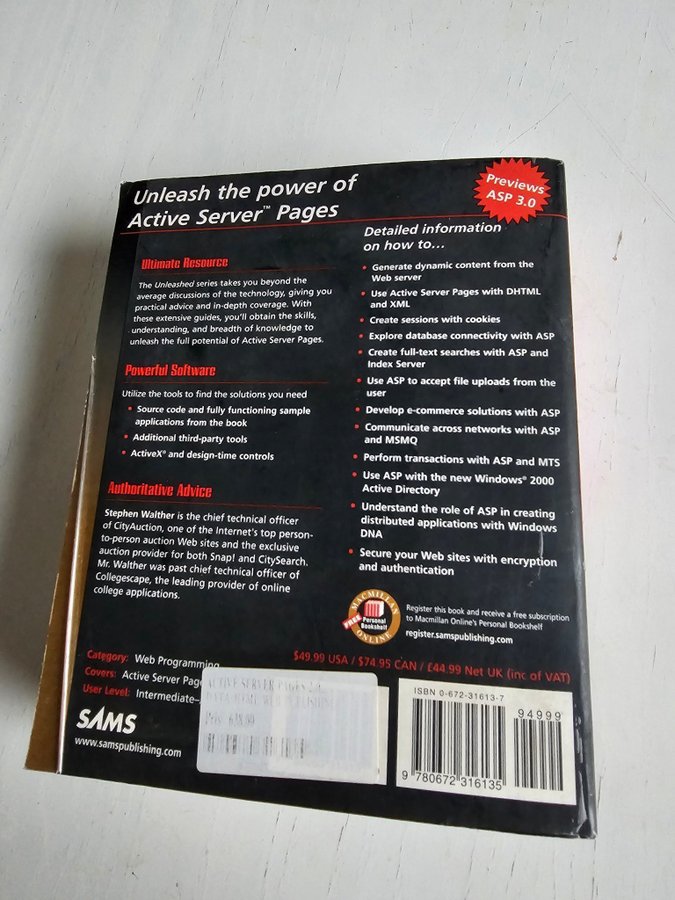 Unleash the power of
Active Server™ Pages
Previews
ASP 3.0
Ultimate Resource
The Unleashed series takes you beyond the
average discussions of the technology, giving you
practical advice and in-depth coverage. With
these extensive guides, you'll obtain the skills,
understanding, and breadth of knowledge to
unleash the full potential of Active Server Pages.
Powerful Software
Utilize the tools to find the solutions you need
• Source code and fully functioning sample
applications from the book
• Additional third-party tools
• ActiveX® and design-time controls
Authoritative Advice
Stephen Walther is the chief technical officer
of CityAuction, one of the Internet's top person-
to-person auction Web sites and the exclusive
auction provider for both Snap! and CitySearch.
Mr. Walther was past chief technical officer of
Collegescape, the leading provider of online
college applications.
Detailed information
on how to...
• Generate dynamic content from the
Web server
• Use Active Server Pages with DHTML
and XML
• Create sessions with cookies
• Explore database connectivity with ASP
• Create full-text searches with ASP and
Index Server
• Use ASP to accept file uploads from the
user
• Develop e-commerce solutions with ASP
• Communicate across networks with ASP
and MSMQ
• Perform transactions with ASP and MTS
• Use ASP with the new Windows® 2000
Active Directory
• Understand the role of ASP in creating
distributed applications with Windows
DNA
• Secure your Web sites with encryption
and authentication
MACMILLAN
FREE
Personal
Bookshelf
ONLINE
Register this book and receive a free subscription
to Macmillan Online's Personal Bookshelf
register.samspublishing.com
$49.99 USA / $74.95 CAN / £44.99 Net UK (inc of VAT)
Category: Web Programming
Covers: Active Server
User Level: Intermediate–
SAMS
www.samspublishing.com
ACTIVE SERVER PAGES 2.0
Pris
ISBN 0-672-31613-7
94999
9 780672 316135